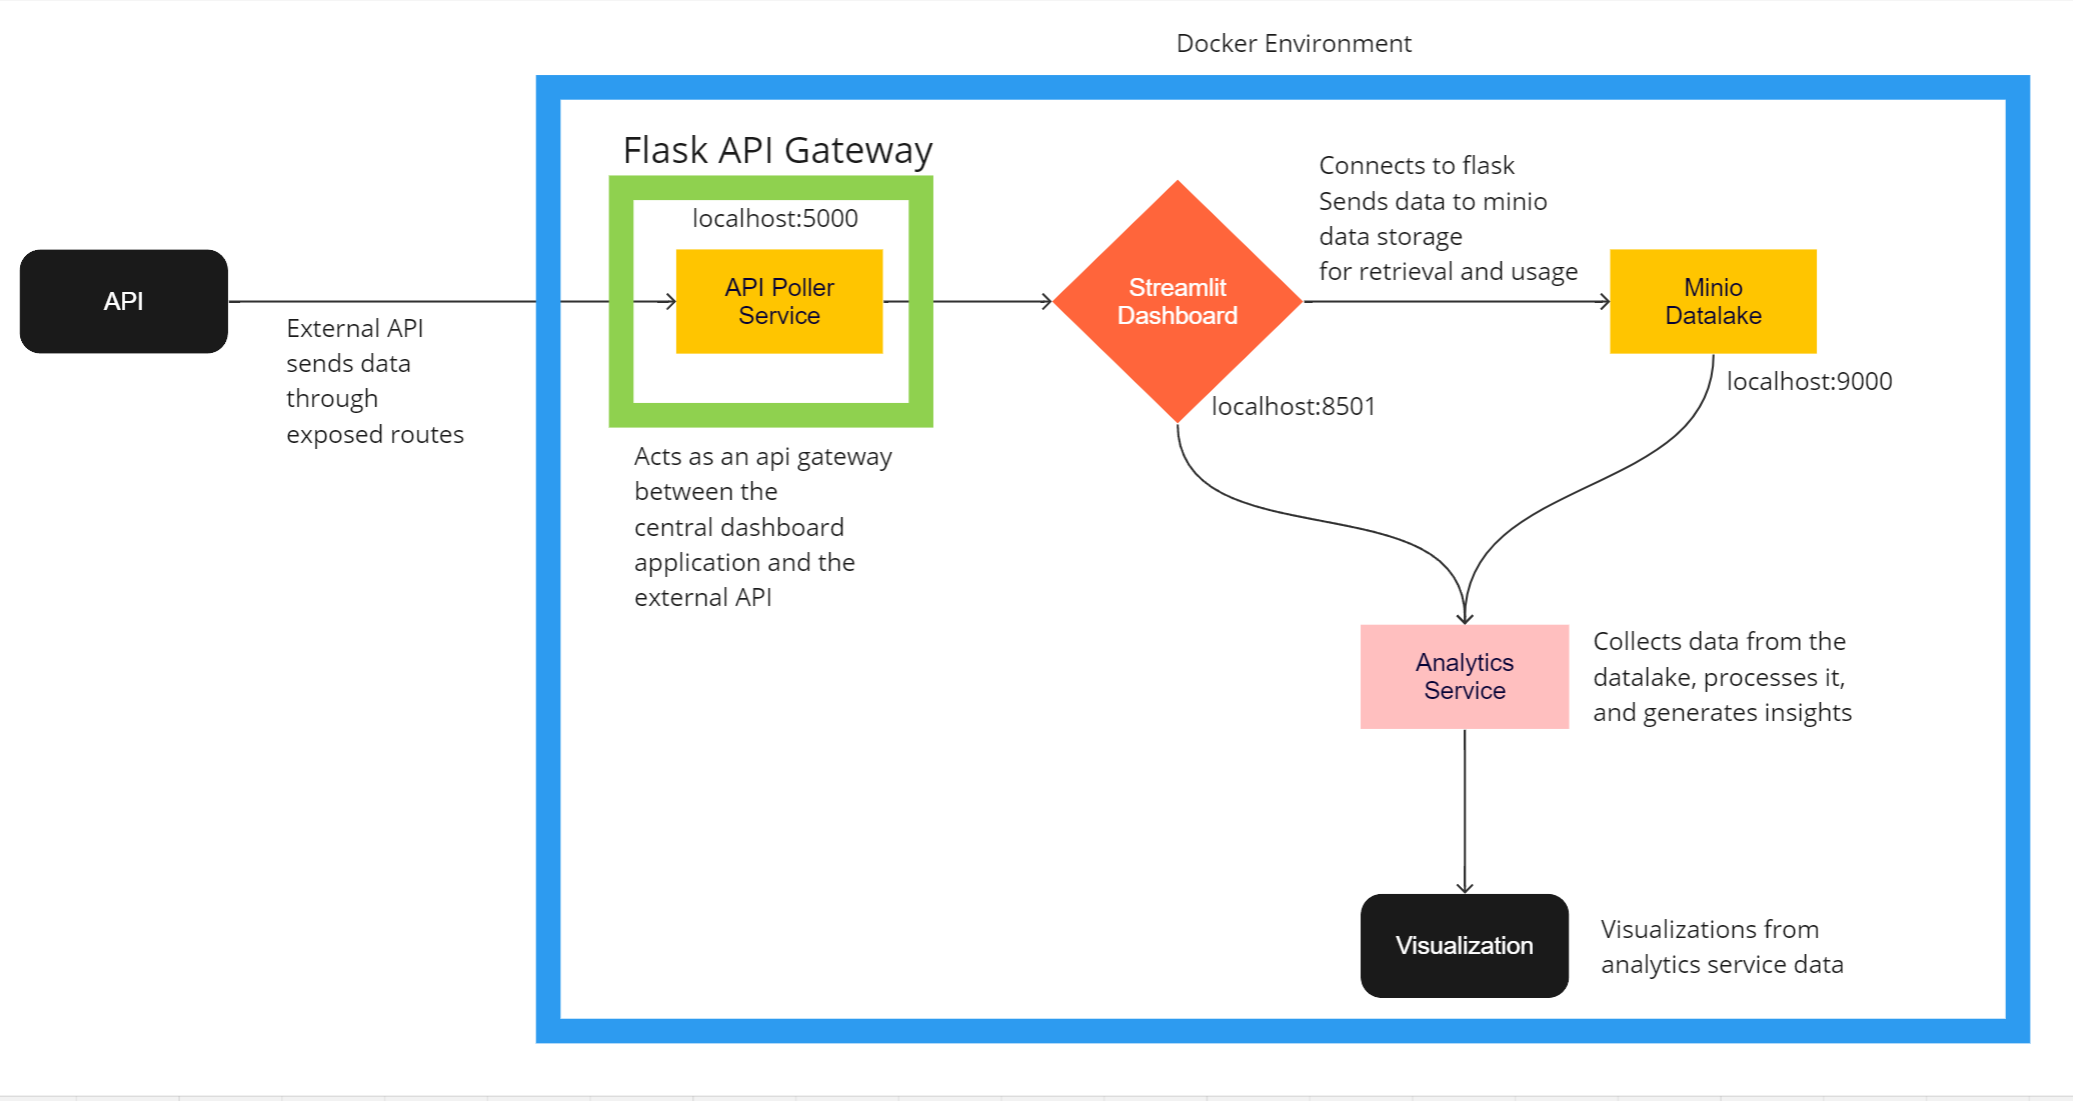 Docker Environment
Flask API Gateway
localhost:5000
API
API Poller
Service
External API
sends data
through
exposed routes
Acts as an api gateway
between the
central dashboard
application and the
external API
Streamlit
Dashboard
localhost:8501
Connects to flask
Sends data to minio
data storage
for retrieval and usage
Minio
Datalake
localhost:9000
Analytics
Service
Collects data from the
datalake, processes it,
and generates insights
Visualization
Visualizations from
analytics service data